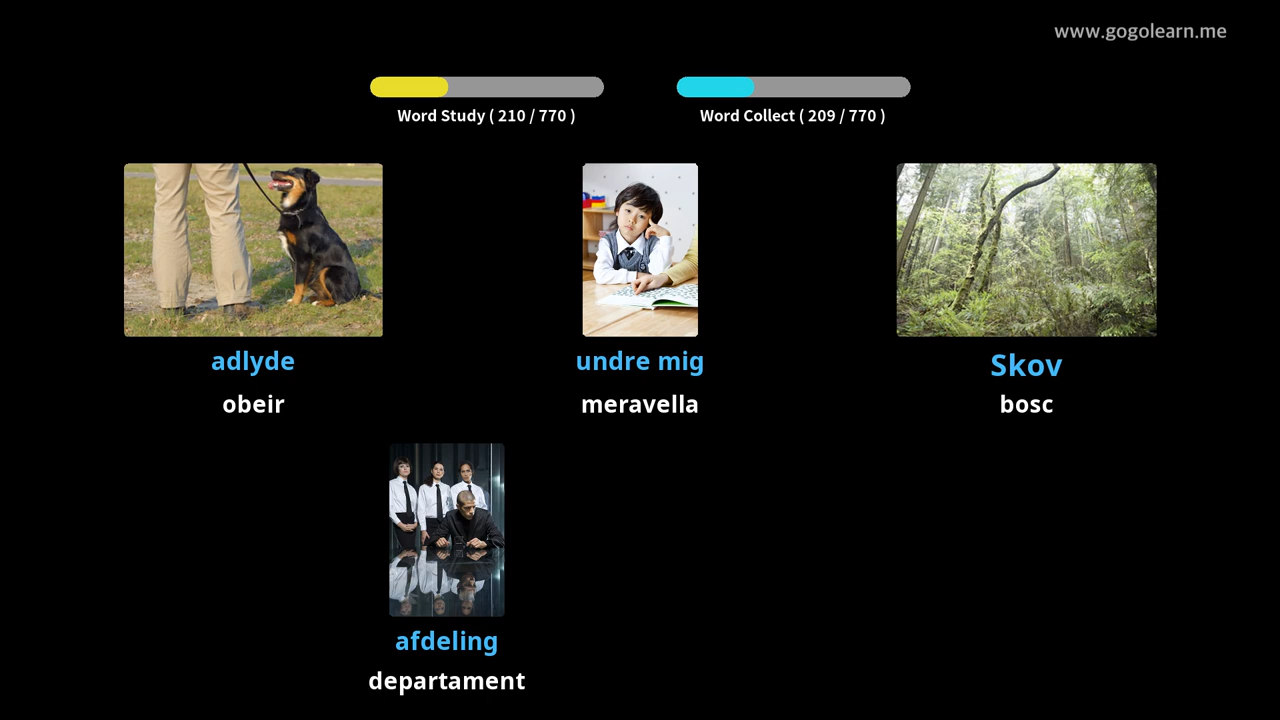 www.gogolearn.me
Word Study ( 210 / 770 )
Word Collect ( 209 / 770 )
adlyde
undre mig
Skov
obeir
meravella
bosc
afdeling
departament